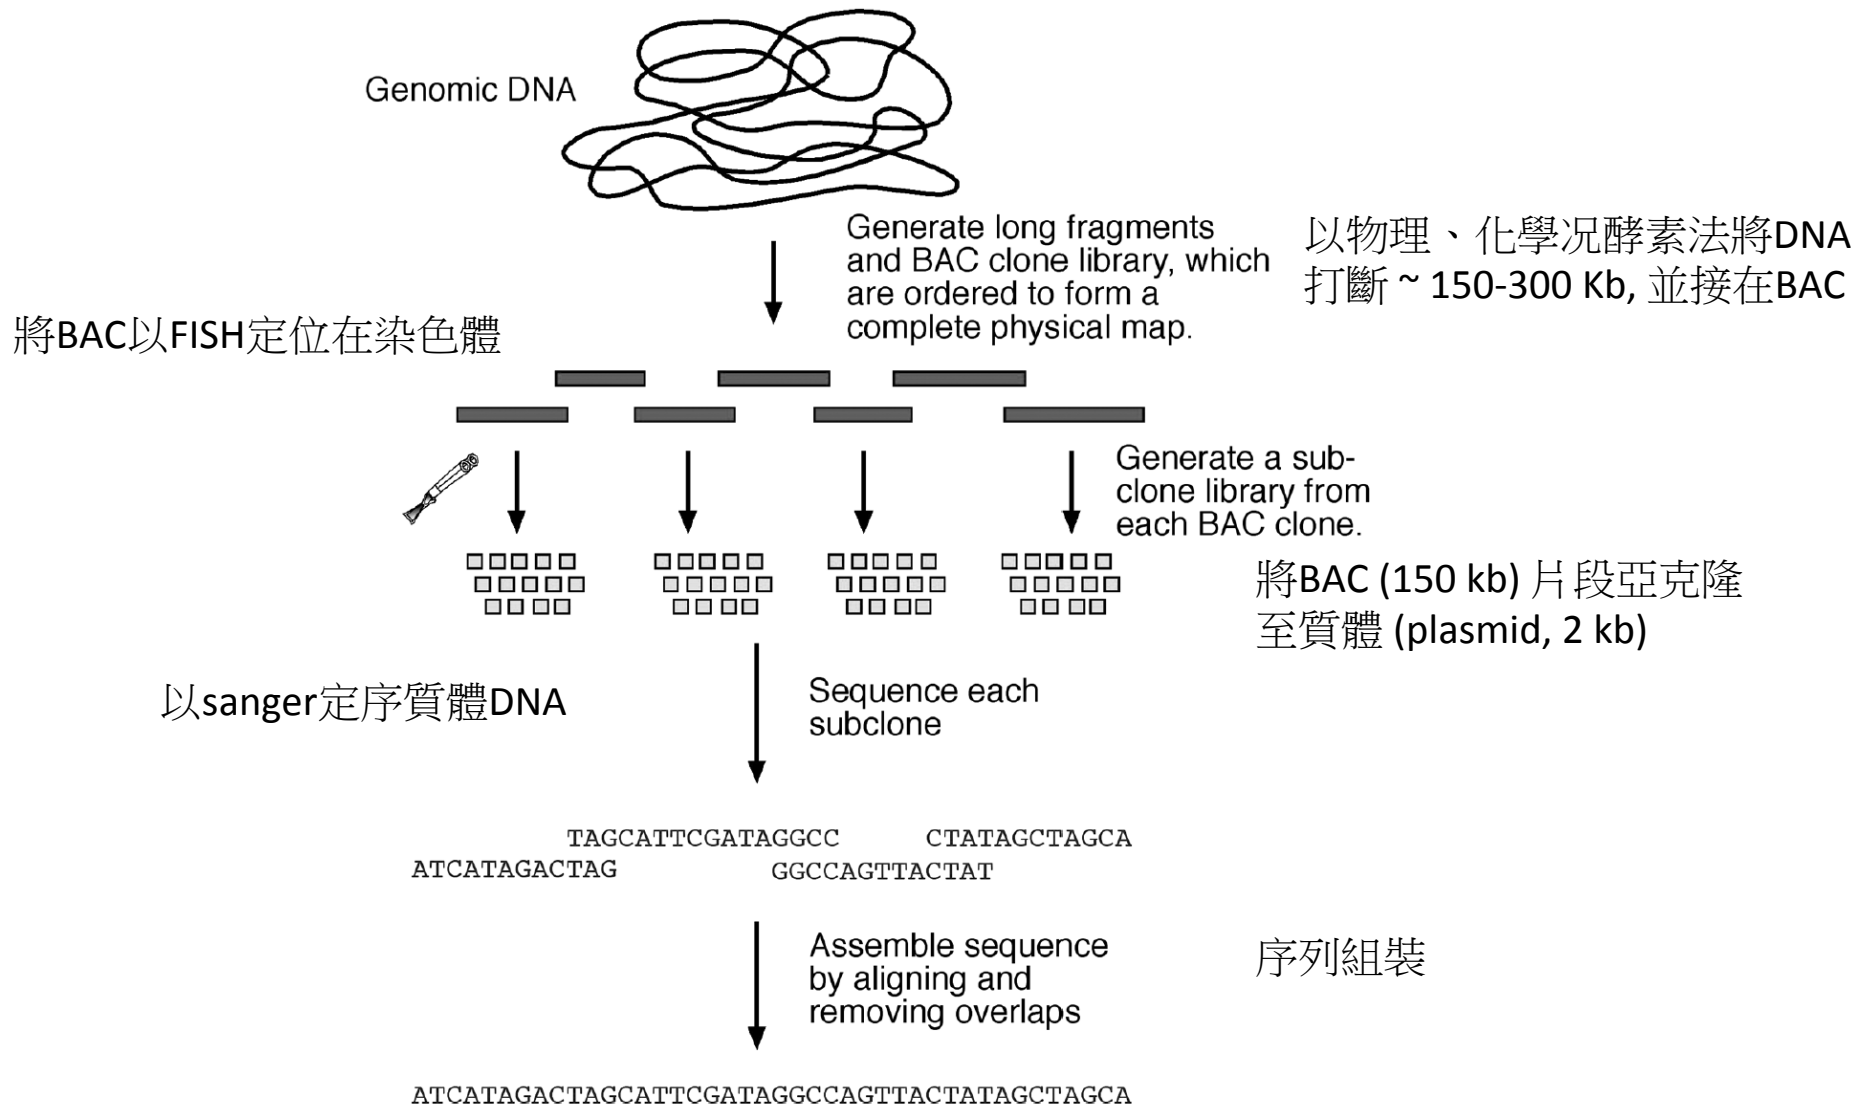 Genomic DNA
Generate long fragments
and BAC clone library, which
are ordered to form a
complete physical map.
以物理、化學況酵素法將DNA
打斷 ~ 150-300 Kb, 並接在BAC
將BAC以FISH定位在染色體
Generate a sub-
clone library from
each BAC clone.
將BAC (150 kb) 片段亞克隆
至質體 (plasmid, 2 kb)
以sanger定序質體DNA
Sequence each
subclone
TAGCATTCGATAGGCC CTATAGCTAGCA
ATCATAGACTAG GGCCAGTTACTAT
Assemble sequence
by aligning and
removing overlaps
序列組裝
ATCATAGACTAGCATTCGATAGGCCAGTTACTATAGCTAGCA